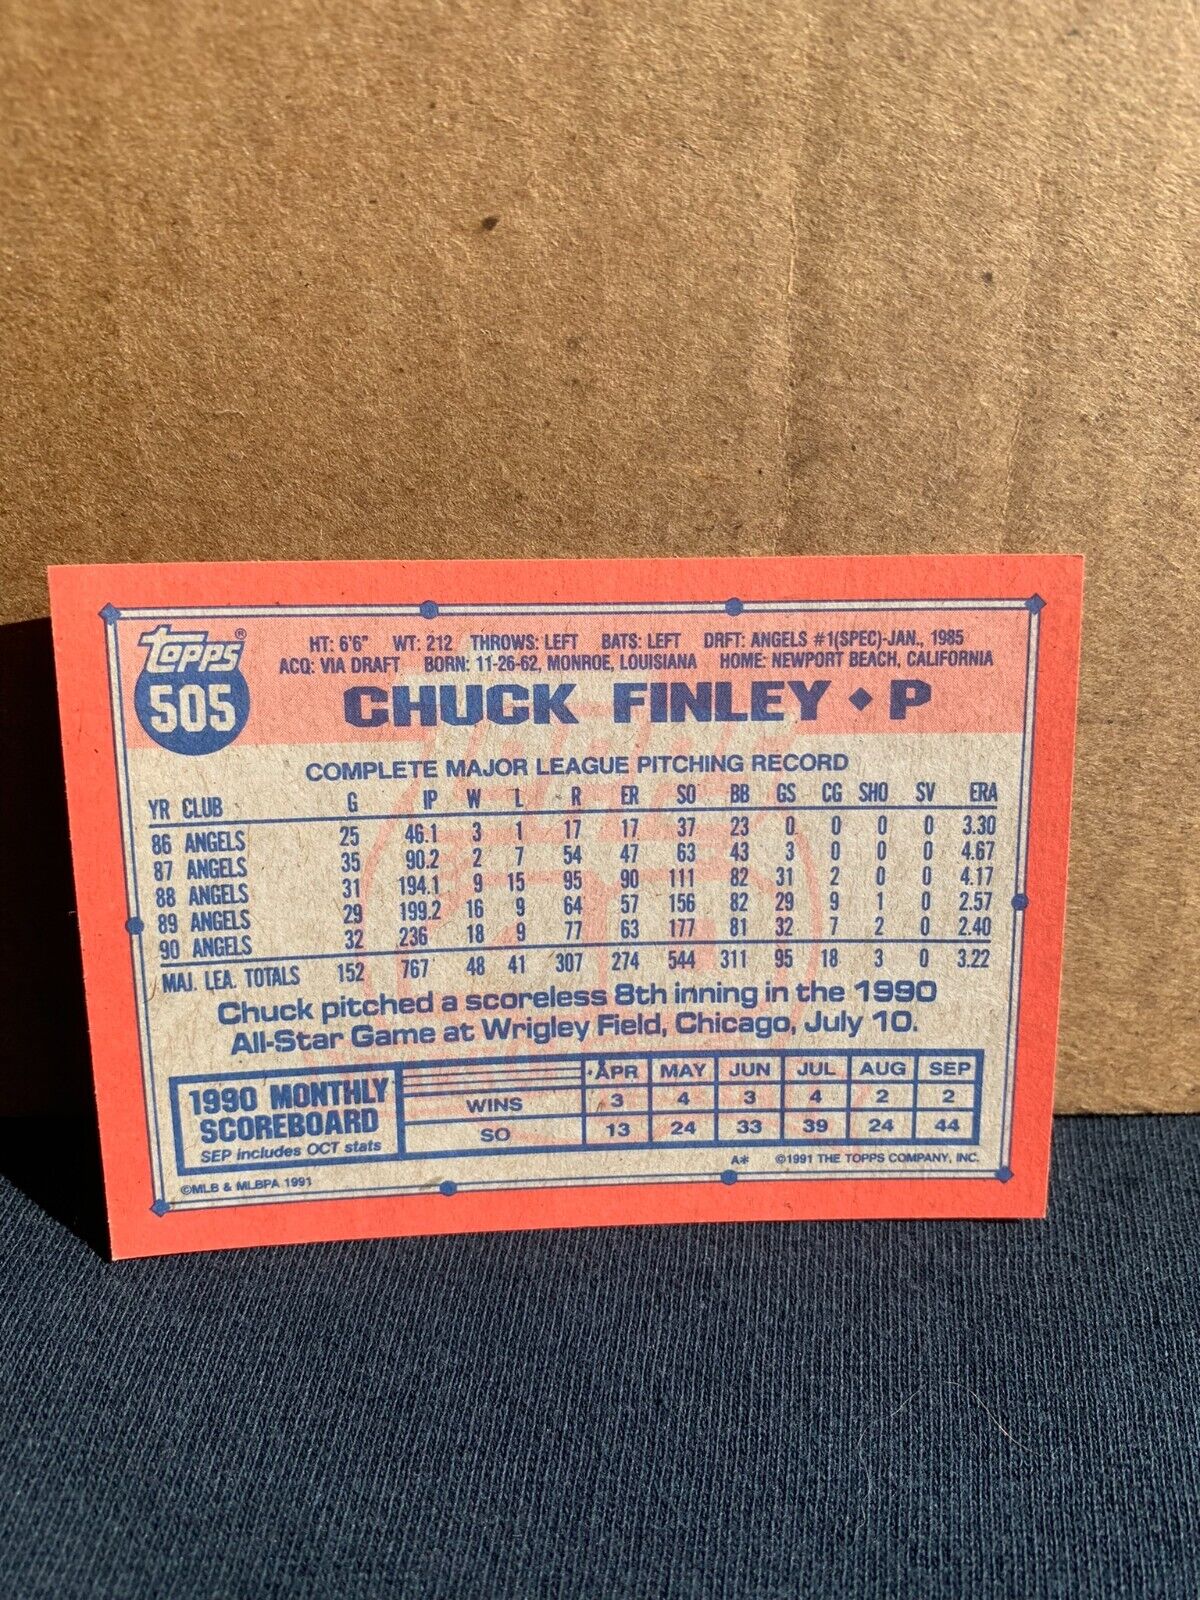 Topps®
505
HT: 6'6" WT: 212 THROWS: LEFT BATS: LEFT DRFT: ANGELS #1(SPEC)-JAN., 1985
ACQ: VIA DRAFT BORN: 11-26-62, MONROE, LOUISIANA HOME: NEWPORT BEACH, CALIFORNIA
CHUCK FINLEY ◆ P
COMPLETE MAJOR LEAGUE PITCHING RECORD
YR CLUB G IP W L R ER SO BB GS CG SHO SV ERA
86 ANGELS 25 46.1 3 1 17 17 37 23 0 0 0 0 3.30
87 ANGELS 35 90.2 2 7 54 47 63 43 3 0 0 0 4.67
88 ANGELS 31 194.1 9 15 95 90 111 82 31 2 0 0 4.17
89 ANGELS 29 199.2 16 9 64 57 156 82 29 9 1 0 2.57
90 ANGELS 32 236 18 9 77 63 177 81 32 7 2 0 2.40
MAJ. LEA. TOTALS 152 767 48 41 307 274 544 311 95 18 3 0 3.22
Chuck pitched a scoreless 8th inning in the 1990
All-Star Game at Wrigley Field, Chicago, July 10.
1990 MONTHLY
SCOREBOARD
SEP includes OCT stats
APR MAY JUN JUL AUG SEP
WINS 3 4 3 4 2 2
SO 13 24 33 39 24 44
©MLB & MLBPA 1991
A* ©1991 THE TOPPS COMPANY, INC.